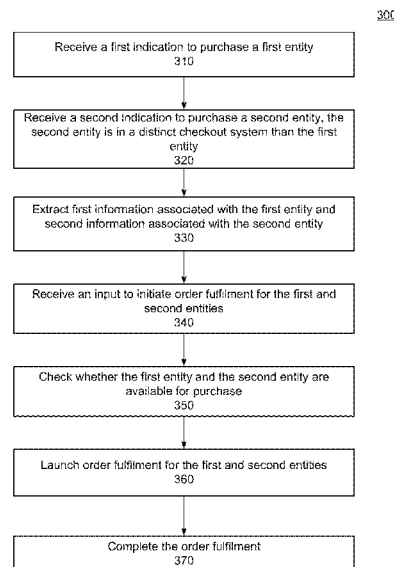 300
Receive a first indication to purchase a first entity
310
Receive a second indication to purchase a second entity, the
second entity is in a distinct checkout system than the first
entity
320
Extract first information associated with the first entity and
second information associated with the second entity
330
Receive an input to initiate order fulfilment for the first and
second entities
340
Check whether the first entity and the second entity are
available for purchase
350
Launch order fulfilment for the first and second entities
360
Complete the order fulfilment
370